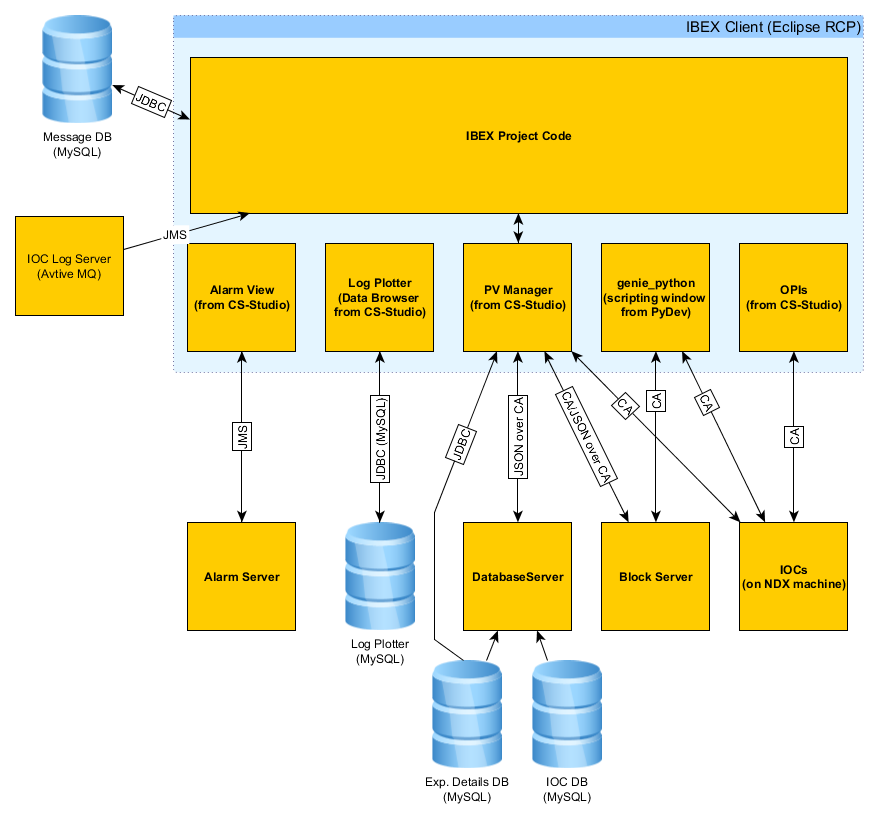 IBEX Client (Eclipse RCP)
JDBC
IBEX Project Code
Message DB
(MySQL)
JMS
IOC Log Server
(Avtive MQ)
Alarm View
(from CS-Studio)
Log Plotter
(Data Browser
from CS-Studio)
PV Manager
(from CS-Studio)
genie_python
(scripting window
from PyDev)
OPIs
(from CS-Studio)
JMS
JDBC (MySQL)
JDBC
JSON over CA
CA/JSON over CA
CA
CA
CA
CA
Alarm Server
Log Plotter
(MySQL)
DatabaseServer
Block Server
IOCs
(on NDX machine)
Exp. Details DB
(MySQL)
IOC DB
(MySQL)